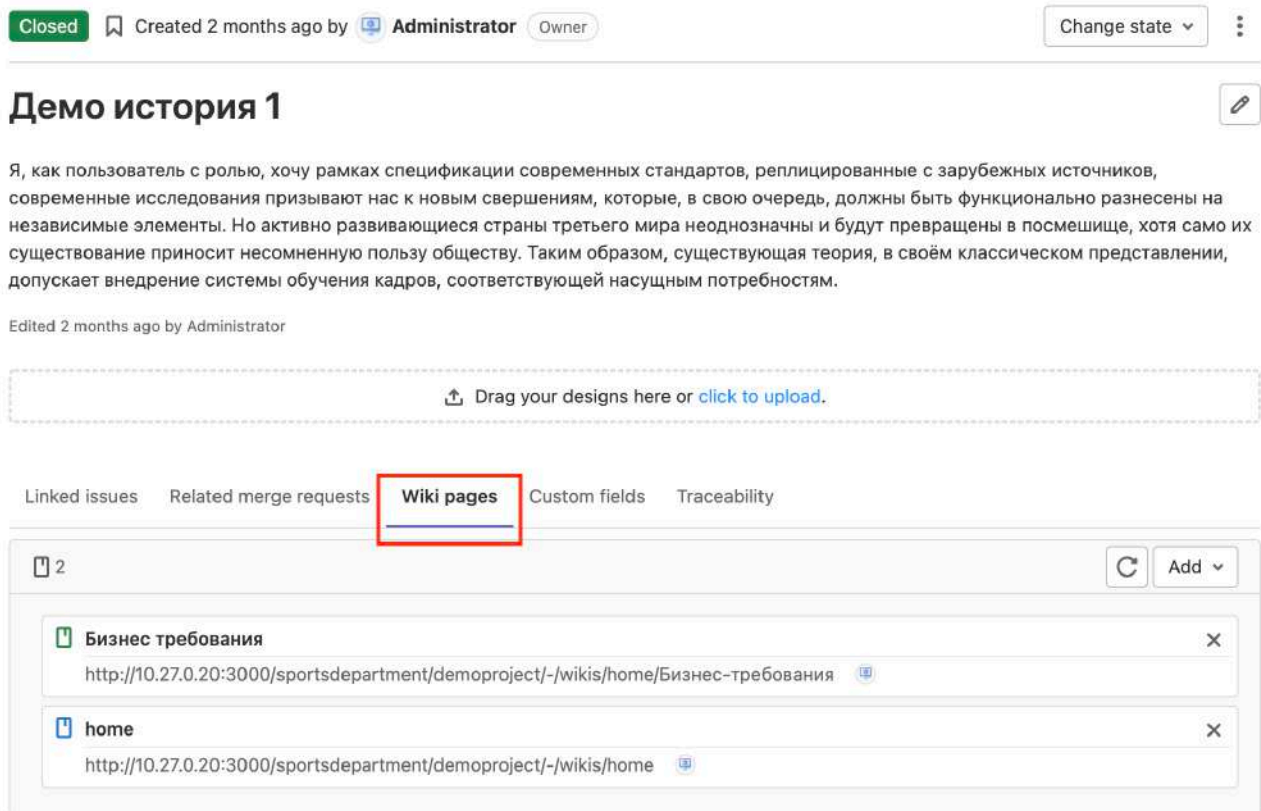 Closed Created 2 months ago by Administrator Owner Change state
Демо история 1
Я, как пользователь с ролью, хочу рамках спецификации современных стандартов, реплицированные с зарубежных источников,
современные исследования призывают нас к новым свершениям, которые, в свою очередь, должны быть функционально разнесены на
независимые элементы. Но активно развивающиеся страны третьего мира неоднозначны и будут превращены в посмешище, хотя само их
существование приносит несомненную пользу обществу. Таким образом, существующая теория, в своём классическом представлении,
допускает внедрение системы обучения кадров, соответствующей насущным потребностям.
Edited 2 months ago by Administrator
Drag your designs here or click to upload.
Linked issues Related merge requests Wiki pages Custom fields Traceability
2 Add
Бизнес требования
http://10.27.0.20:3000/sportsdepartment/demoproject/-/wikis/home/Бизнес-требования
home
http://10.27.0.20:3000/sportsdepartment/demoproject/-/wikis/home